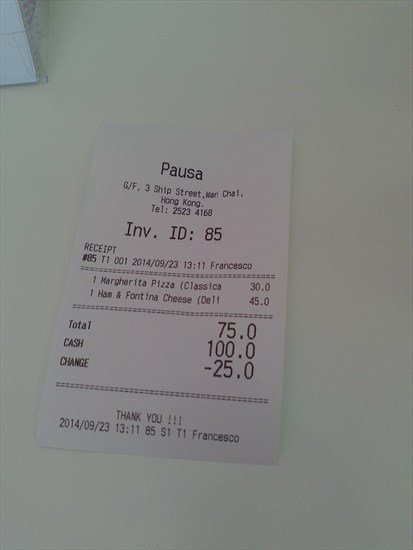 Pausa
G/F, 3 Ship Street,Wan Chai,
Hong Kong.
Tel: 2523 4168
Inv. ID: 85
RECEIPT
#85 T1 001 2014/09/23 13:11 Francesco
1 Margherita Pizza (Classica 30.0
1 Ham & Fontina Cheese (Deli 45.0
Total 75.0
CASH 100.0
CHANGE -25.0
THANK YOU !!!
2014/09/23 13:11 85 S1 T1 Francesco